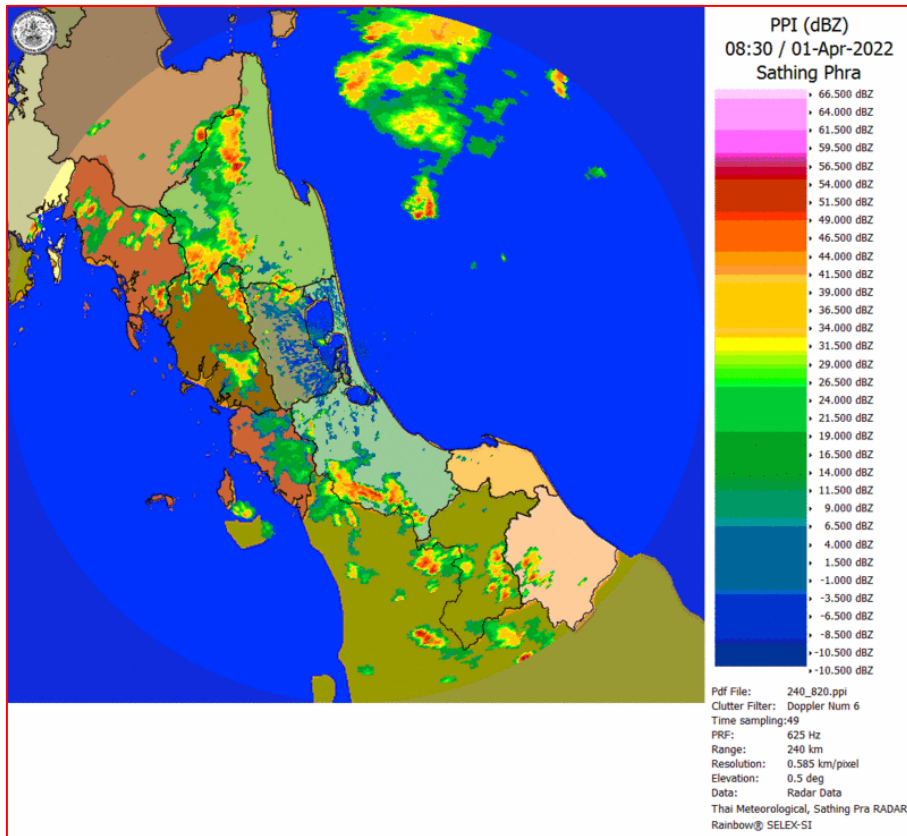 PPI (dBZ)
08:30 / 01-Apr-2022
Sathing Phra
66.500 dBZ
64.000 dBZ
61.500 dBZ
59.500 dBZ
56.500 dBZ
54.000 dBZ
51.500 dBZ
49.000 dBZ
46.500 dBZ
44.000 dBZ
41.500 dBZ
39.000 dBZ
36.500 dBZ
34.000 dBZ
31.500 dBZ
29.000 dBZ
26.500 dBZ
24.000 dBZ
21.500 dBZ
19.000 dBZ
14.000 dBZ
11.500 dBZ
9.000 dBZ
6.500 dBZ
4.000 dBZ
1.500 dBZ
-1.000 dBZ
-3.500 dBZ
-6.500 dBZ
-8.500 dBZ
-10.500 dBZ
-10.500 dBZ
Pdf File: 240_820.ppi
Clutter Filter: Doppler Num 6
Time sampling:49
PRF: 625 Hz
Range: 240 km
Resolution: 0.585 km/pixel
Elevation: 0.5 deg
Data: Radar Data
Thai Meteorological, Sathing Pra RADAR
Rainbow® SELEX-SI